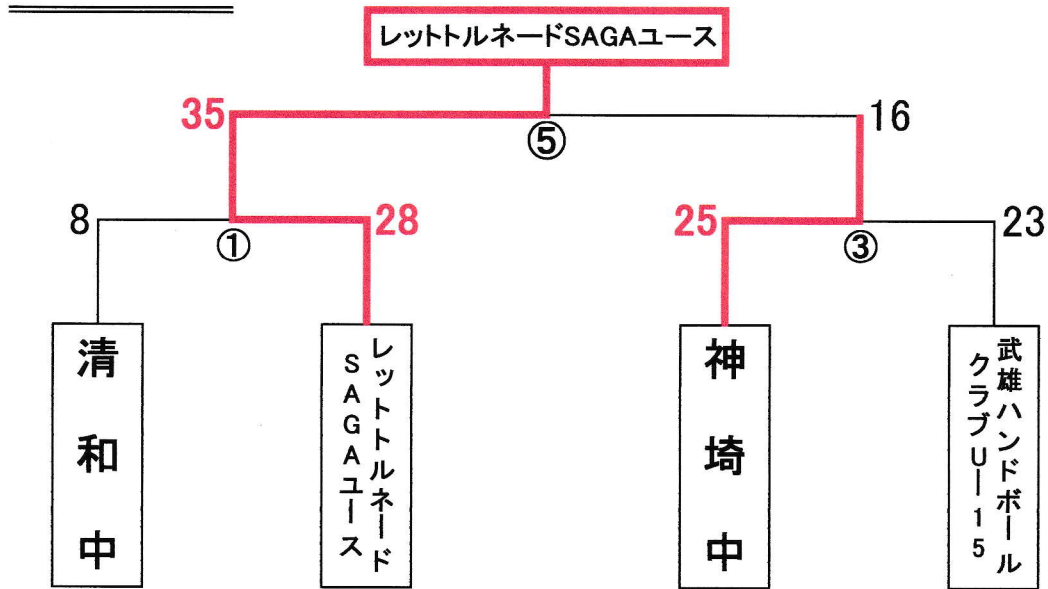 レットトルネードSAGAユース
35
16
⑤
8
28
25
23
①
③
清和中
レットトルネード
SAGAユース
神埼中
武雄ハンドボール
クラブU-15